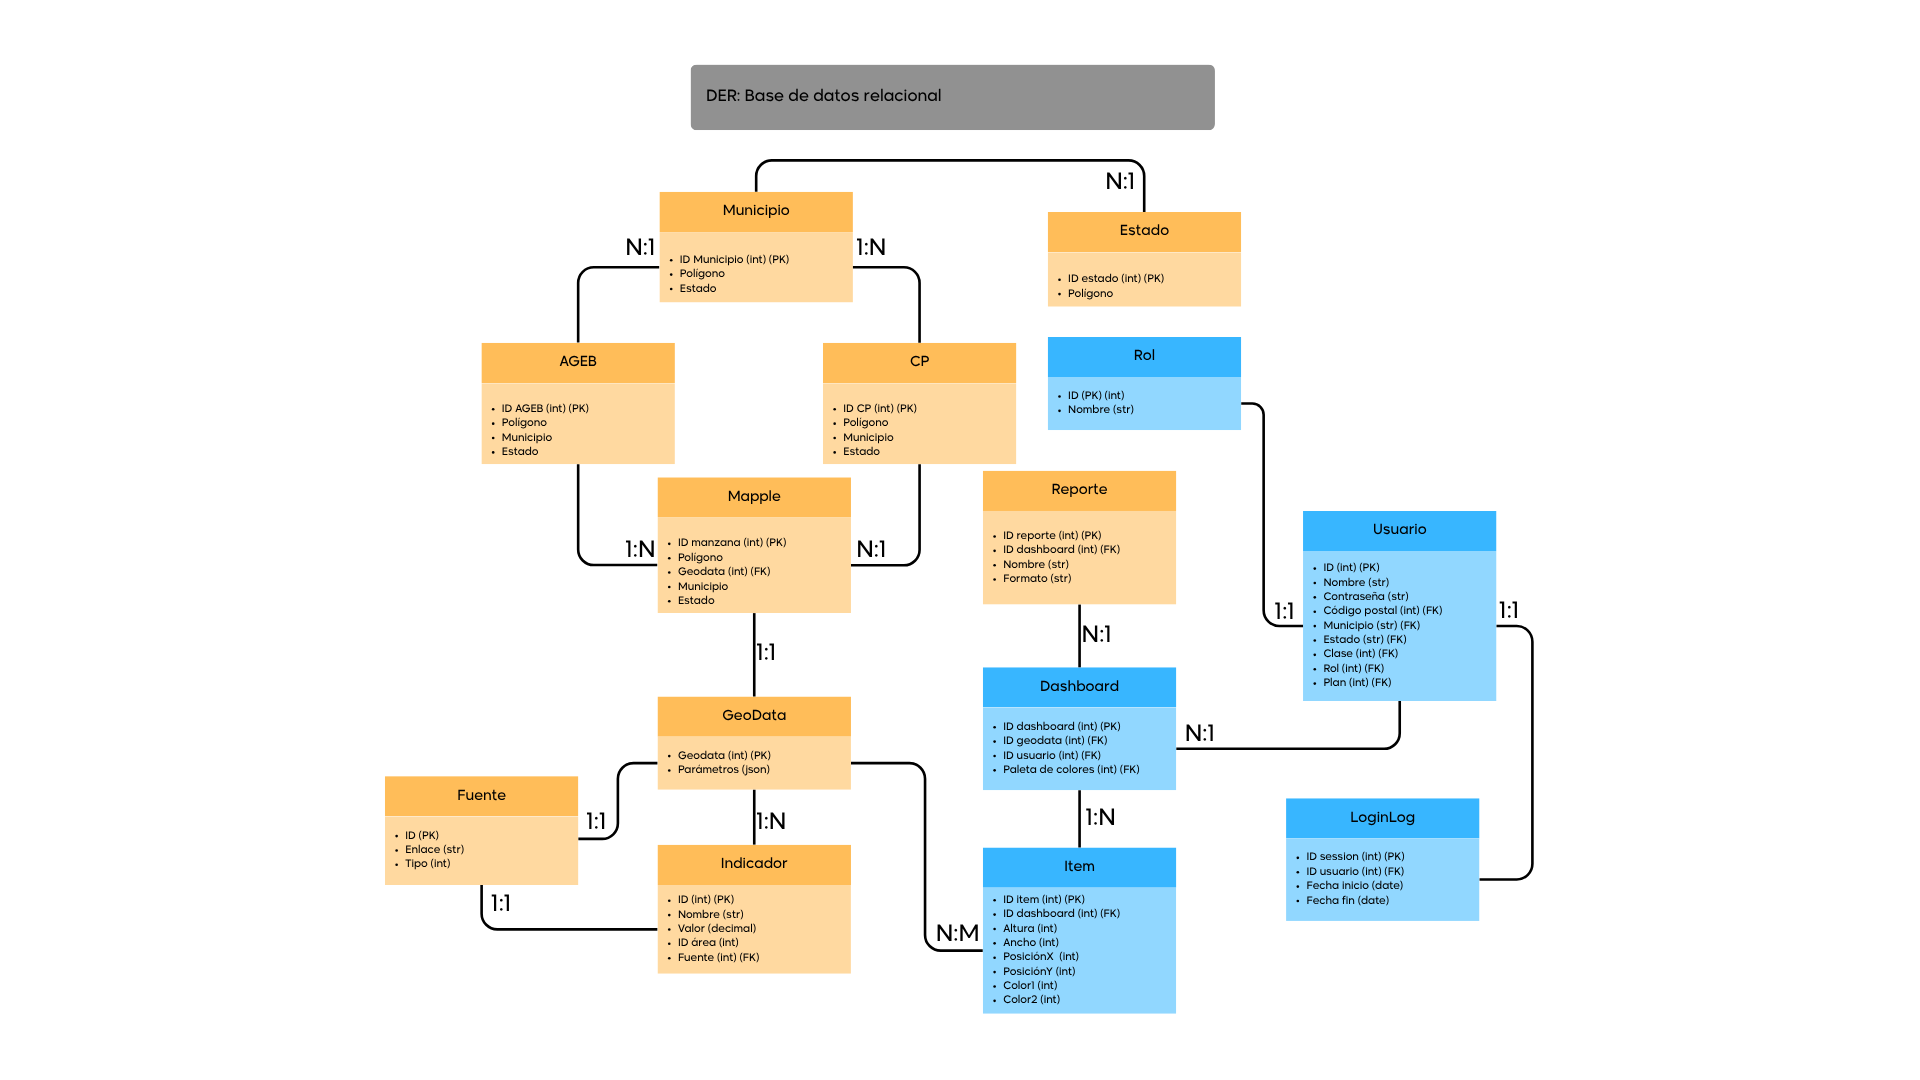 DER: Base de datos relacional
N:1
Municipio
N:1
1:N
• ID Municipio (int) (PK)
• Polígono
• Estado
Estado
• ID estado (int) (PK)
• Polígono
AGEB
• ID AGEB (int) (PK)
• Polígono
• Municipio
• Estado
CP
• ID CP (int) (PK)
• Polígono
• Municipio
• Estado
Rol
• ID (PK) (int)
• Nombre (str)
Mapple
1:N
N:1
• ID manzana (int) (PK)
• Polígono
• Geodata (int) (FK)
• Municipio
• Estado
Reporte
• ID reporte (int) (PK)
• ID dashboard (int) (FK)
• Nombre (str)
• Formato (str)
Usuario
• ID (int) (PK)
• Nombre (str)
• Contraseña (str)
• Código postal (int) (FK)
• Municipio (str) (FK)
• Estado (str) (FK)
• Clase (int) (FK)
• Rol (int) (FK)
• Plan (int) (FK)
1:1
1:1
1:1
N:1
GeoData
• Geodata (int) (PK)
• Parámetros (json)
Dashboard
• ID dashboard (int) (PK)
• ID geodata (int) (FK)
• ID usuario (int) (FK)
• Paleta de colores (int) (FK)
N:1
Fuente
• ID (PK)
• Enlace (str)
• Tipo (int)
1:1
1:N
1:N
1:1
Indicador
• ID (int) (PK)
• Nombre (str)
• Valor (decimal)
• ID área (int)
• Fuente (int) (FK)
N:M
Item
• ID item (int) (PK)
• ID dashboard (int) (FK)
• Altura (int)
• Ancho (int)
• PosiciónX (int)
• PosiciónY (int)
• Color1 (int)
• Color2 (int)
LoginLog
• ID session (int) (PK)
• ID usuario (int) (FK)
• Fecha inicio (date)
• Fecha fin (date)